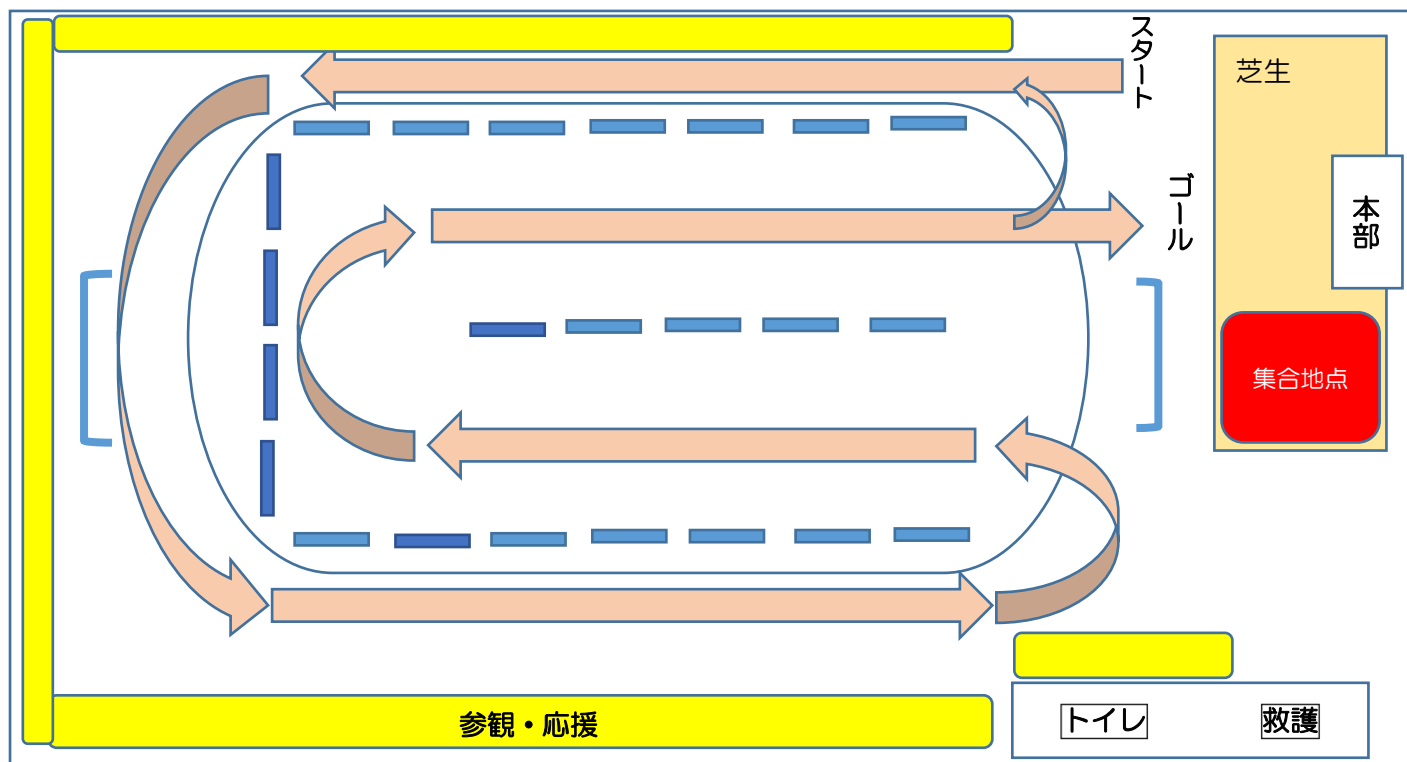 スタート
芝生
ゴール
本部
集合地点
参観・応援
トイレ
救護